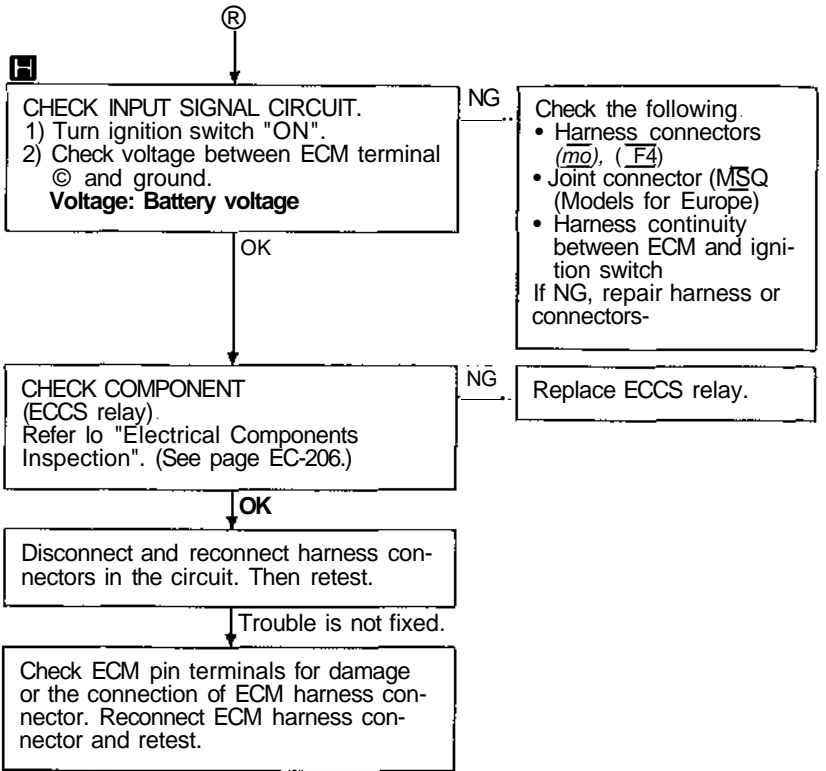 ®
H
CHECK INPUT SIGNAL CIRCUIT.
1) Turn ignition switch "ON".
2) Check voltage between ECM terminal
© and ground.
Voltage: Battery voltage
NG
Check the following.
• Harness connectors
(mo), (F4)
• Joint connector (MSQ
(Models for Europe)
• Harness continuity
between ECM and igni-
tion switch
If NG, repair harness or
connectors-
OK
CHECK COMPONENT
(ECCS relay).
Refer lo "Electrical Components
Inspection". (See page EC-206.)
NG
Replace ECCS relay.
OK
Disconnect and reconnect harness con-
nectors in the circuit. Then retest.
Trouble is not fixed.
Check ECM pin terminals for damage
or the connection of ECM harness con-
nector. Reconnect ECM harness con-
nector and retest.